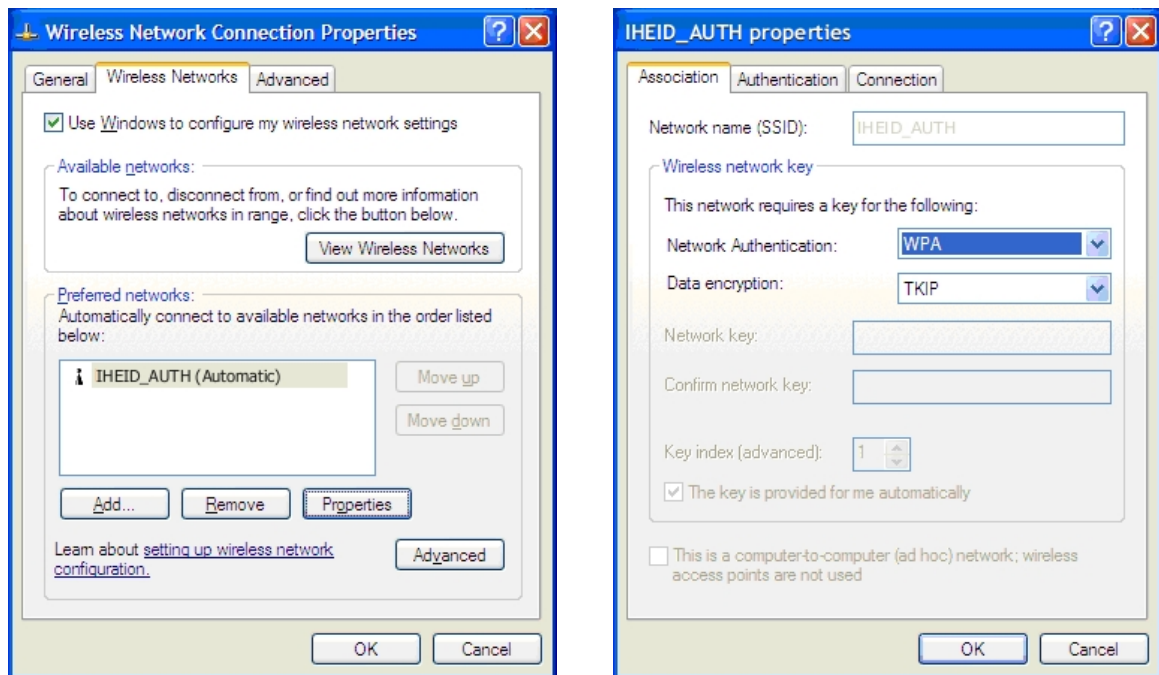 Wireless Network Connection Properties
General
Wireless Networks
Advanced
Use Windows to configure my wireless network settings
Available networks:
To connect to, disconnect from, or find out more information
about wireless networks in range, click the button below.
View Wireless Networks
Preferred networks:
Automatically connect to available networks in the order listed
below:
IHEID_AUTH (Automatic)
Move up
Move down
Add...
Remove
Properties
Learn about setting up wireless network
configuration.
Advanced
OK
Cancel
IHEID_AUTH properties
Association
Authentication
Connection
Network name (SSID):
IHEID_AUTH
Wireless network key
This network requires a key for the following:
Network Authentication:
WPA
Data encryption:
TKIP
Network key:
Confirm network key:
Key index (advanced):
1
The key is provided for me automatically
This is a computer-to-computer (ad hoc) network; wireless
access points are not used
OK
Cancel